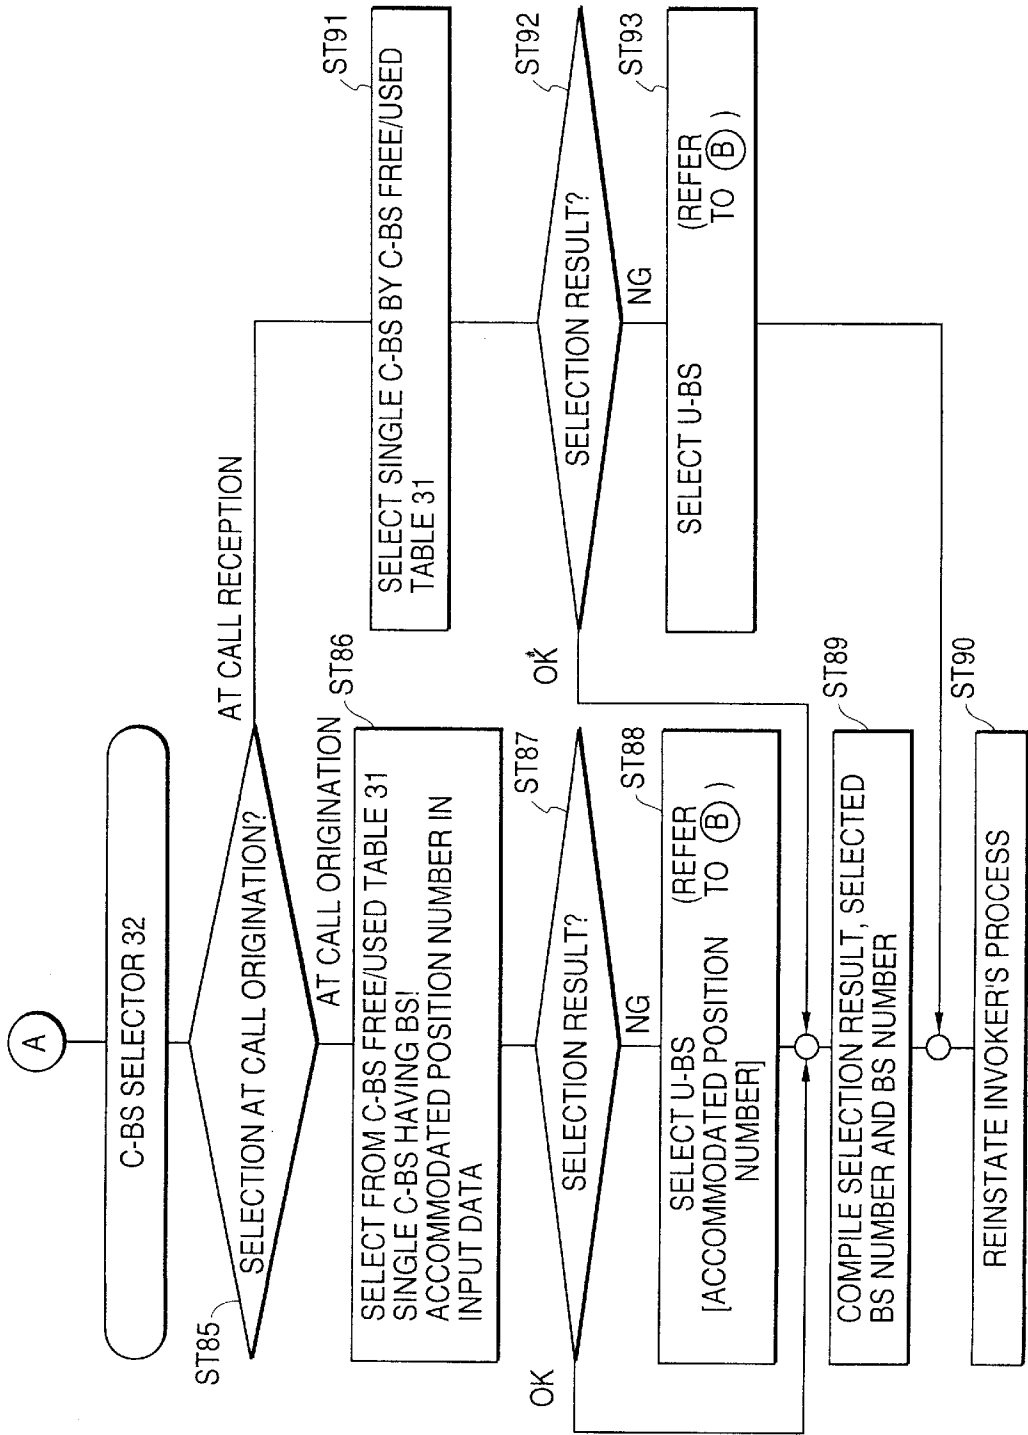 A
C-BS SELECTOR 32
ST85
SELECTION AT CALL ORIGINATION?
AT CALL RECEPTION
AT CALL ORIGINATION
ST86
SELECT FROM C-BS FREE/USED TABLE 31
SINGLE C-BS HAVING BS!
ACCOMMODATED POSITION NUMBER IN
INPUT DATA
ST87
SELECTION RESULT?
OK
NG
ST88
SELECT U-BS
[ACCOMMODATED POSITION
NUMBER]
(REFER
TO B )
ST89
COMPILE SELECTION RESULT, SELECTED
BS NUMBER AND BS NUMBER
ST90
REINSTATE INVOKER'S PROCESS
ST91
SELECT SINGLE C-BS BY C-BS FREE/USED
TABLE 31
ST92
SELECTION RESULT?
OK*
NG
ST93
SELECT U-BS
(REFER
TO B )